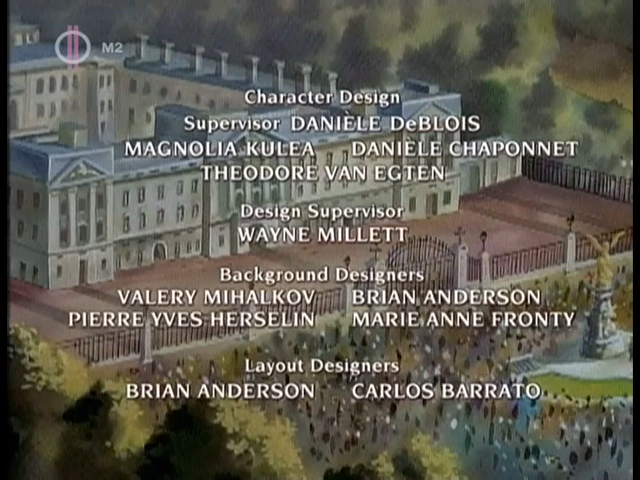 M2
Character Design
Supervisor DANIÈLE DeBLOIS
MAGNOLIA KULEA DANIELE CHAPONNET
THEODORE VAN EGTEN
Design Supervisor
WAYNE MILLETT
Background Designers
VALERY MIHALKOV BRIAN ANDERSON
PIERRE YVES HERSELIN MARIE ANNE FRONTY
Layout Designers
BRIAN ANDERSON CARLOS BARRATO